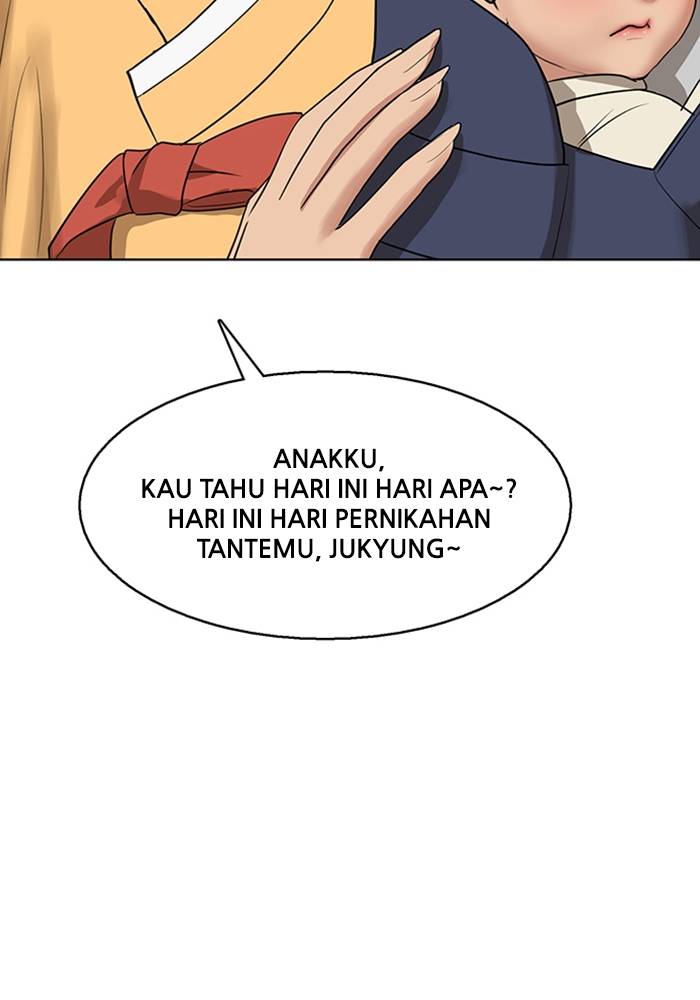 ANAKKU,
KAU TAHU HARI INI HARI APA~?
HARI INI HARI PERNIKAHAN
TANTEMU, JUKYUNG~